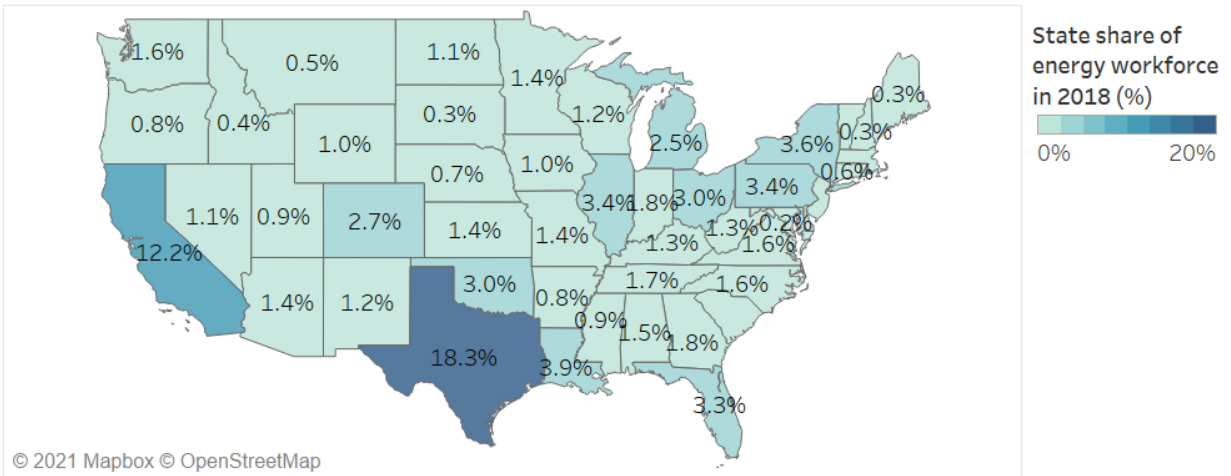 State share of
energy workforce
in 2018 (%)
0% 20%
1.6% 0.5% 1.1% 1.4% 0.3%
0.8% 0.4% 1.0% 0.3% 1.2% 2.5% 3.6% 0.3%
0.7% 1.0% 3.4% 1.8% 3.0% 3.4% 0.6%
12.2% 1.1% 0.9% 2.7% 1.4% 1.4% 1.3% 1.3% 0.2% 1.6%
1.4% 1.2% 3.0% 0.8% 1.7% 1.6%
18.3% 3.9% 0.9% 1.5% 1.8%
3.3%
© 2021 Mapbox © OpenStreetMap